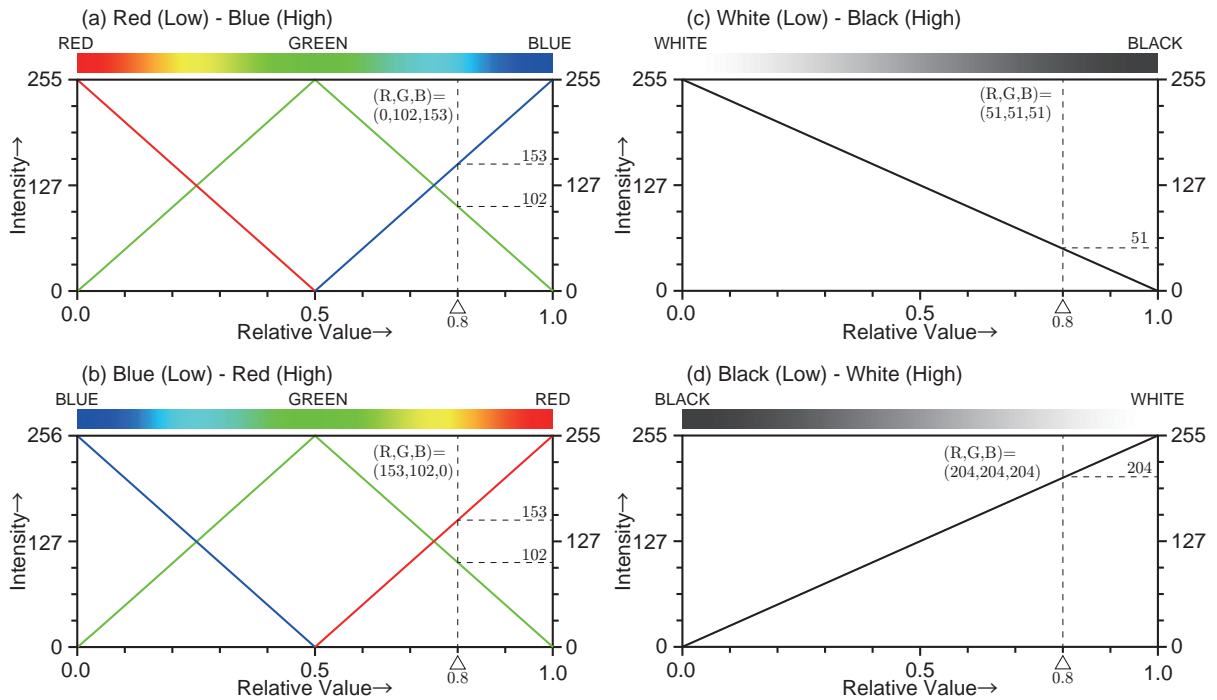 (a) Red (Low) - Blue (High)
RED GREEN BLUE
255 255
(R,G,B)=
(0,102,153)
153
127 127
102
0 0
Intensity→
0.0 0.5 0.8 1.0
Relative Value→
(c) White (Low) - Black (High)
WHITE BLACK
255 255
(R,G,B)=
(51,51,51)
127 127
51
0 0
Intensity→
0.0 0.5 0.8 1.0
Relative Value→
(b) Blue (Low) - Red (High)
BLUE GREEN RED
256 255
(R,G,B)=
(153,102,0)
153
127 127
102
0 0
Intensity→
0.0 0.5 0.8 1.0
Relative Value→
(d) Black (Low) - White (High)
BLACK WHITE
255 255
(R,G,B)=
(204,204,204)
204
127 127
0 0
Intensity→
0.0 0.5 0.8 1.0
Relative Value→